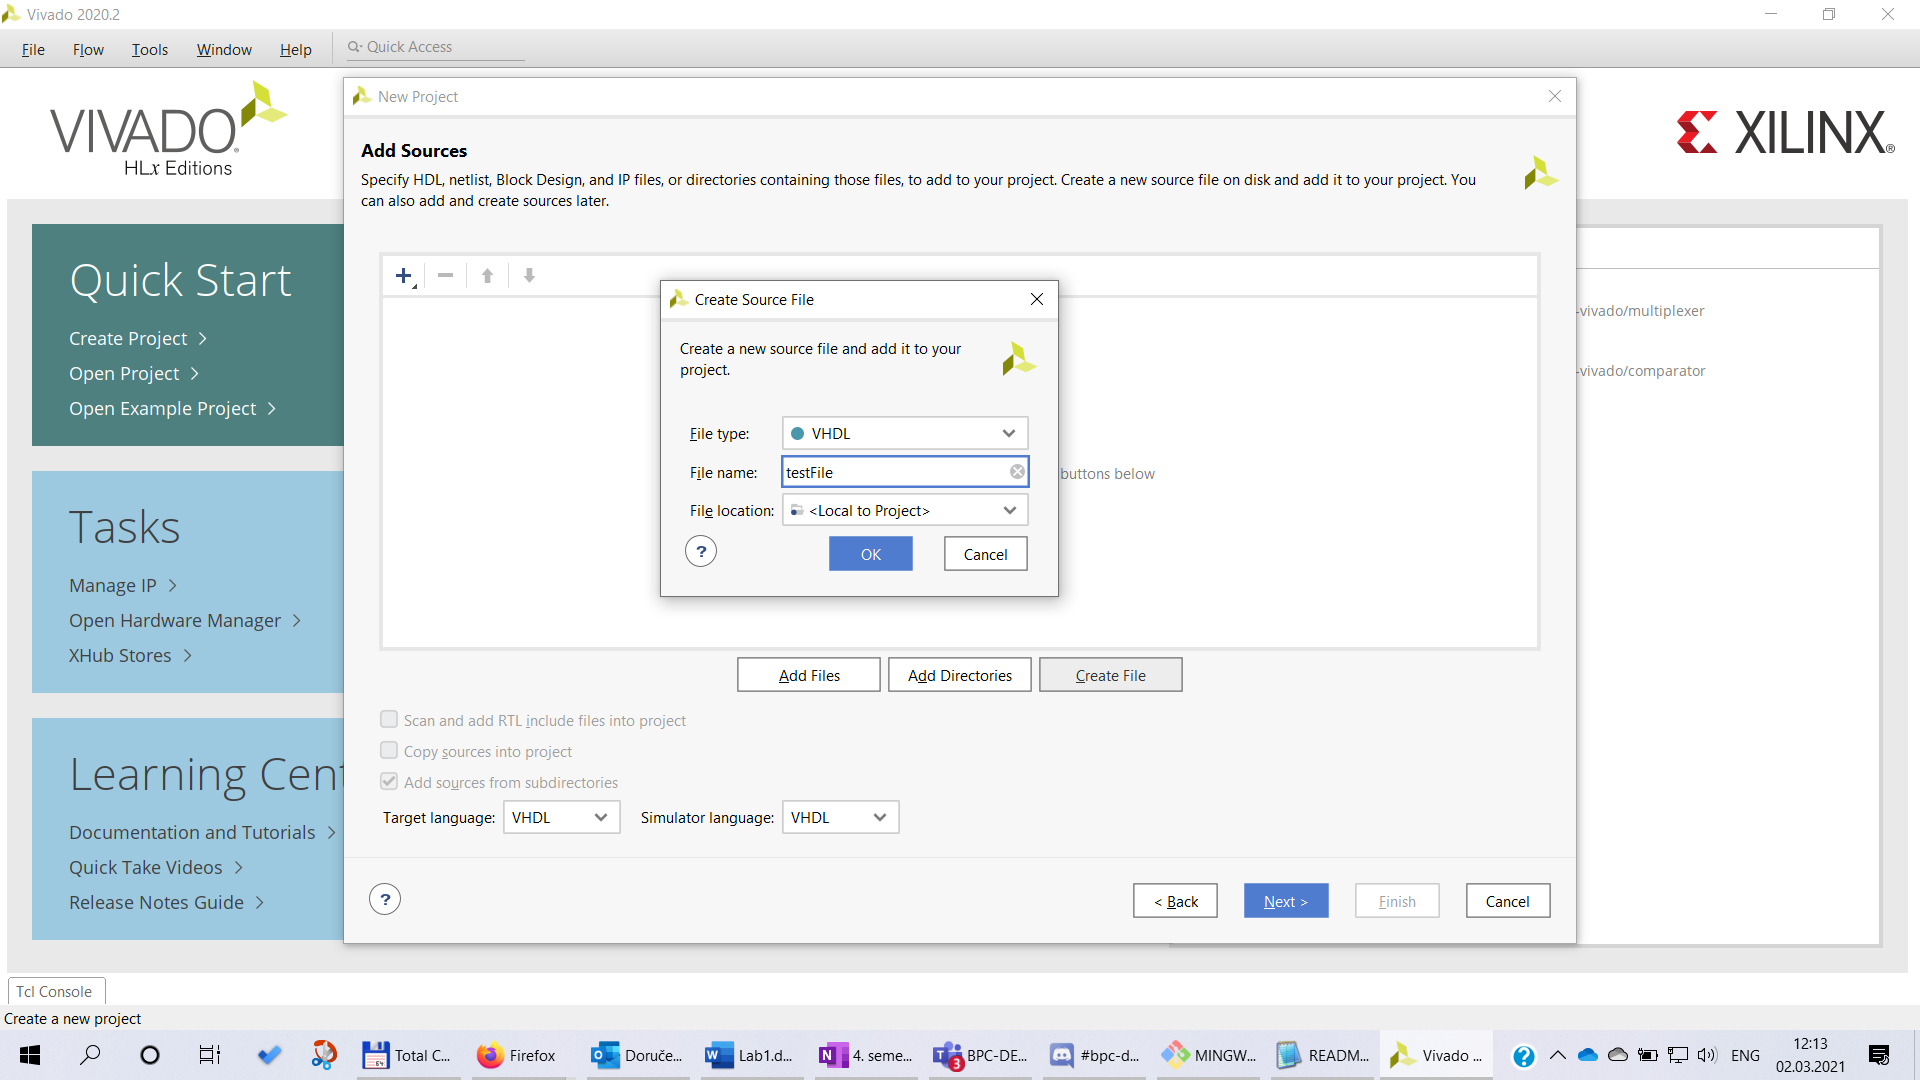 Vivado 2020.2
File Flow Tools Window Help Quick Access
VIVADO®
HLx Editions
XILINX®
Quick Start
Create Project >
Open Project >
Open Example Project >
Tasks
Manage IP >
Open Hardware Manager >
XHub Stores >
Learning Cent
Documentation and Tutorials >
Quick Take Videos >
Release Notes Guide >
New Project
Add Sources
Specify HDL, netlist, Block Design, and IP files, or directories containing those files, to add to your project. Create a new source file on disk and add it to your project. You
can also add and create sources later.
Create Source File
Create a new source file and add it to your
project.
File type: VHDL
File name: testFile
File location: <Local to Project>
? OK Cancel
buttons below
Add Files Add Directories Create File
Scan and add RTL include files into project
Copy sources into project
Add sources from subdirectories
Target language: VHDL Simulator language: VHDL
? < Back Next > Finish Cancel
-vivado/multiplexer
-vivado/comparator
Tcl Console
Create a new project
Total C... Firefox Doruče... Lab1.d... 4. seme... BPC-DE... #bpc-d... MINGW... READM... Vivado ... ENG 12:13
02.03.2021